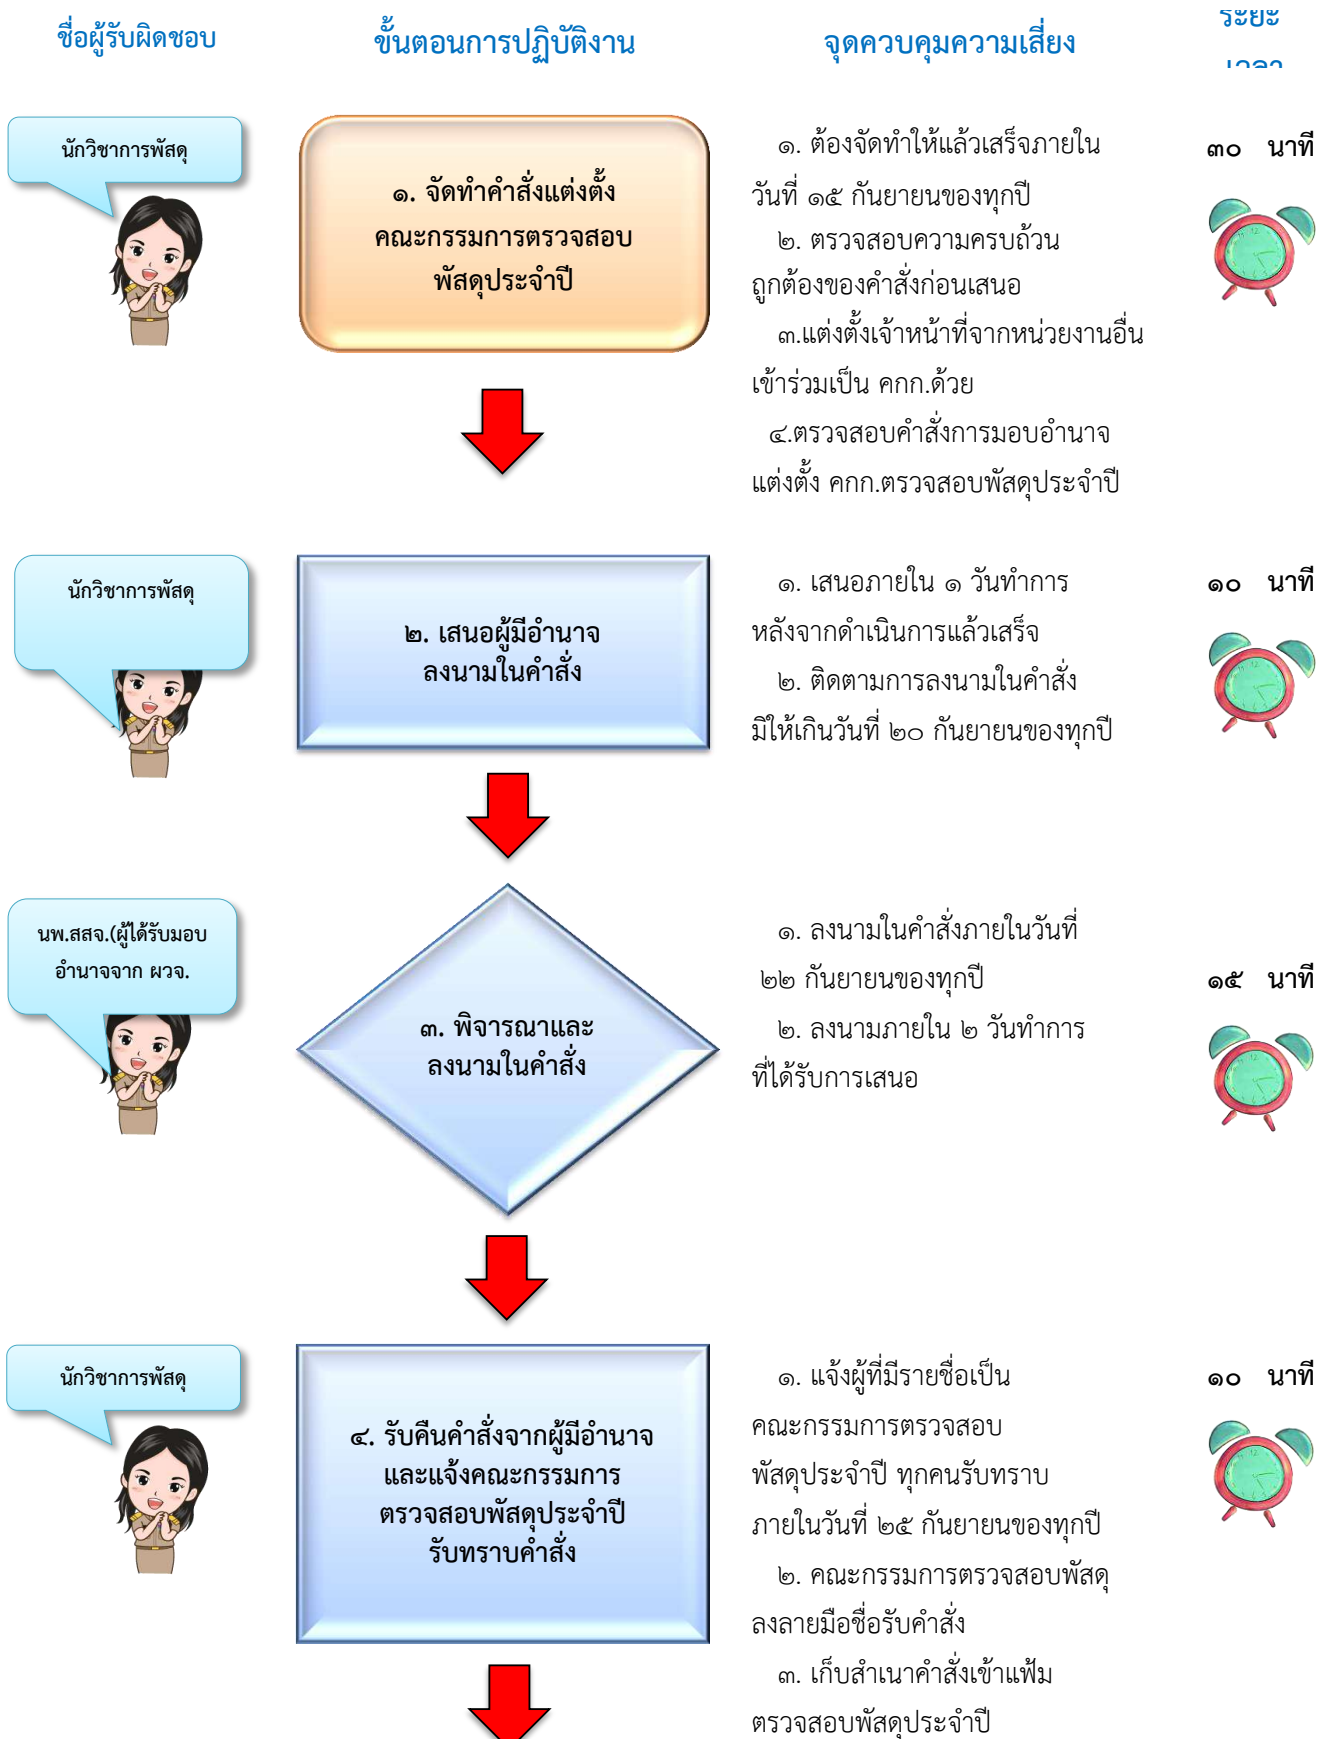 ชื่อผู้รับผิดชอบ
ขั้นตอนการปฏิบัติงาน
จุดควบคุมความเสี่ยง
ระยะ
เวลา
นักวิชาการพัสดุ
๑. จัดทำคำสั่งแต่งตั้ง
คณะกรรมการตรวจสอบ
พัสดุประจำปี
๑. ต้องจัดทำให้แล้วเสร็จภายใน
วันที่ ๑๕ กันยายนของทุกปี
๒. ตรวจสอบความครบถ้วน
ถูกต้องของคำสั่งก่อนเสนอ
๓.แต่งตั้งเจ้าหน้าที่จากหน่วยงานอื่น
เข้าร่วมเป็น คกก.ด้วย
๔.ตรวจสอบคำสั่งการมอบอำนาจ
แต่งตั้ง คกก.ตรวจสอบพัสดุประจำปี
๓๐ นาที
นักวิชาการพัสดุ
๒. เสนอผู้มีอำนาจ
ลงนามในคำสั่ง
๑. เสนอภายใน ๑ วันทำการ
หลังจากดำเนินการแล้วเสร็จ
๒. ติดตามการลงนามในคำสั่ง
มิให้เกินวันที่ ๒๐ กันยายนของทุกปี
๑๐ นาที
นพ.สสจ.(ผู้ได้รับมอบ
อำนาจจาก ผวจ.
๓. พิจารณาและ
ลงนามในคำสั่ง
๑. ลงนามในคำสั่งภายในวันที่
๒๒ กันยายนของทุกปี
๒. ลงนามภายใน ๒ วันทำการ
ที่ได้รับการเสนอ
๑๕ นาที
นักวิชาการพัสดุ
๔. รับคืนคำสั่งจากผู้มีอำนาจ
และแจ้งคณะกรรมการ
ตรวจสอบพัสดุประจำปี
รับทราบคำสั่ง
๑. แจ้งผู้ที่มีรายชื่อเป็น
คณะกรรมการตรวจสอบ
พัสดุประจำปี ทุกคนรับทราบ
ภายในวันที่ ๒๕ กันยายนของทุกปี
๒. คณะกรรมการตรวจสอบพัสดุ
ลงลายมือชื่อรับคำสั่ง
๓. เก็บสำเนาคำสั่งเข้าแฟ้ม
ตรวจสอบพัสดุประจำปี
๑๐ นาที